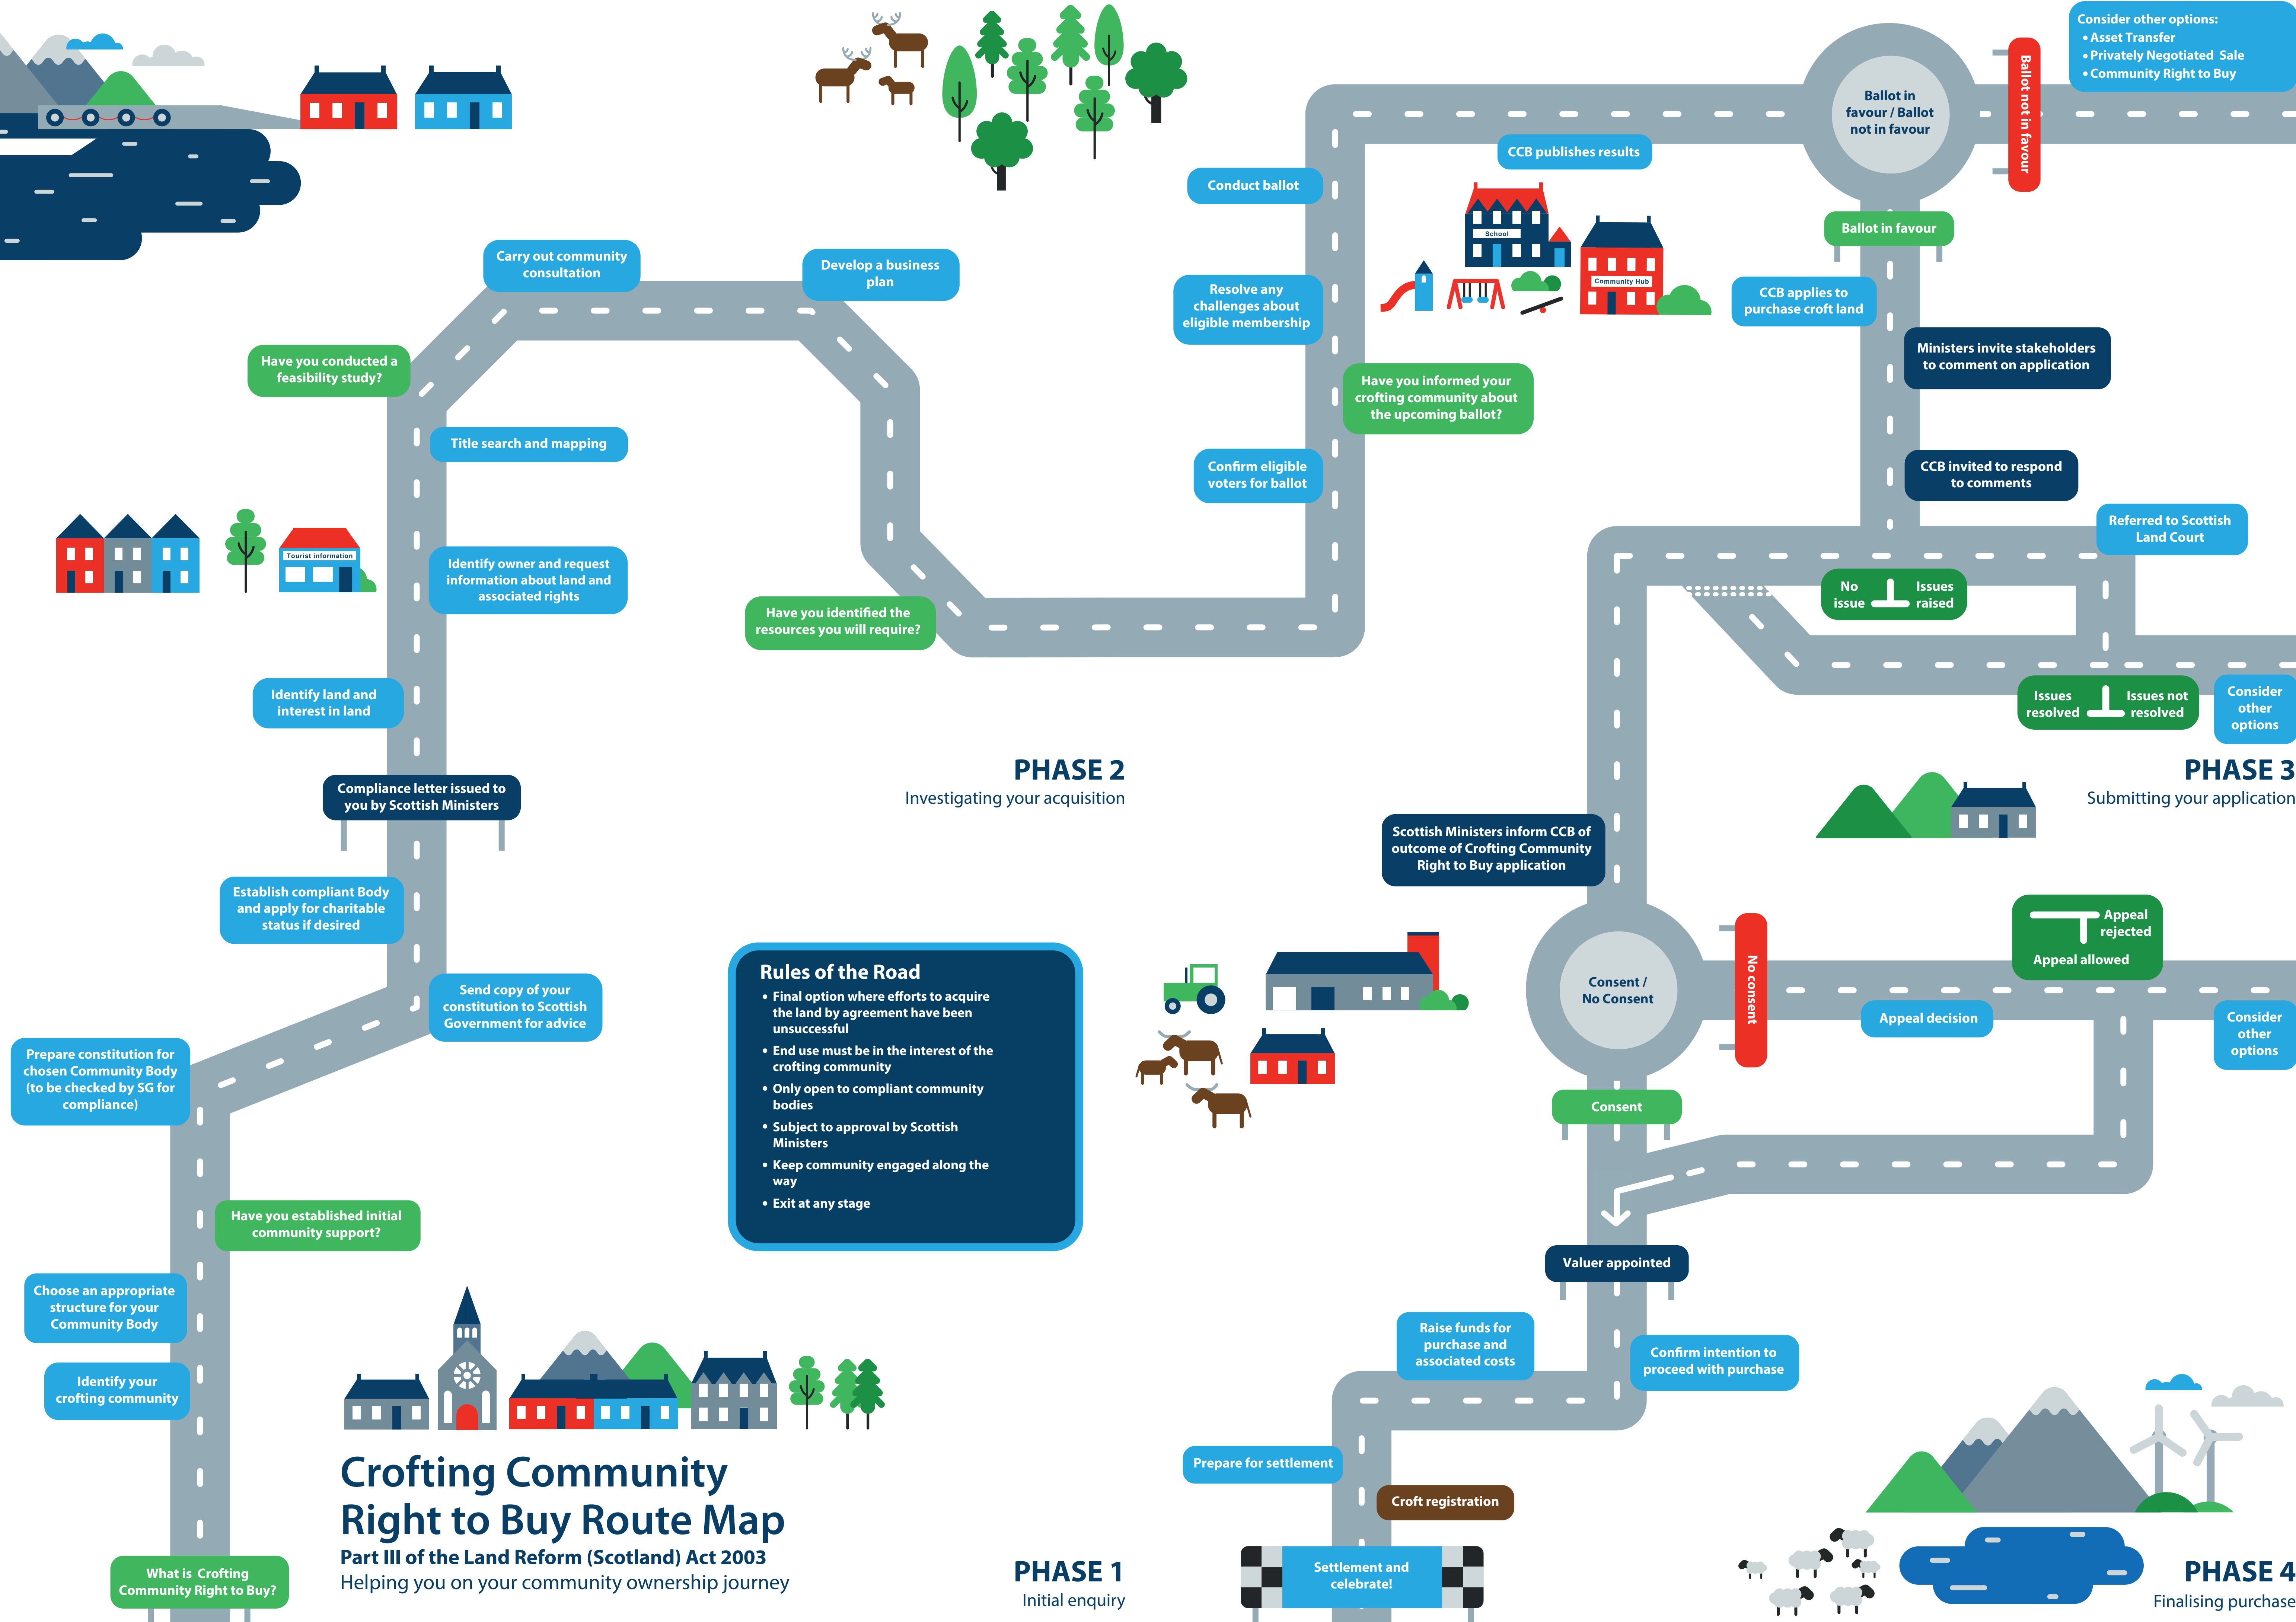 Crofting Community
Right to Buy Route Map
Part III of the Land Reform (Scotland) Act 2003
Helping you on your community ownership journey
PHASE 1
Initial enquiry
What is Crofting
Community Right to Buy?
Identify your
crofting community
Choose an appropriate
structure for your
Community Body
Have you established initial
community support?
Prepare constitution for
chosen Community Body
(to be checked by SG for
compliance)
Send copy of your
constitution to Scottish
Government for advice
Establish compliant Body
and apply for charitable
status if desired
Compliance letter issued to
you by Scottish Ministers
Rules of the Road
• Final option where efforts to acquire
the land by agreement have been
unsuccessful
• End use must be in the interest of the
crofting community
• Only open to compliant community
bodies
• Subject to approval by Scottish
Ministers
• Keep community engaged along the
way
• Exit at any stage
PHASE 2
Investigating your acquisition
Identify land and
interest in land
Identify owner and request
information about land and
associated rights
Tourist information
Title search and mapping
Have you conducted a
feasibility study?
Carry out community
consultation
Develop a business
plan
Have you identified the
resources you will require?
Confirm eligible
voters for ballot
Have you informed your
crofting community about
the upcoming ballot?
Resolve any
challenges about
eligible membership
Conduct ballot
CCB publishes results
School
Community Hub
Ballot in
favour / Ballot
not in favour
Ballot not in favour
Consider other options:
• Asset Transfer
• Privately Negotiated Sale
• Community Right to Buy
Ballot in favour
PHASE 3
Submitting your application
CCB applies to
purchase croft land
Ministers invite stakeholders
to comment on application
CCB invited to respond
to comments
Referred to Scottish
Land Court
No
issue
Issues
raised
Issues
resolved
Issues not
resolved
Consider
other
options
Scottish Ministers inform CCB of
outcome of Crofting Community
Right to Buy application
Consent /
No Consent
No consent
Appeal decision
Appeal
rejected
Appeal allowed
Consider
other
options
Consent
PHASE 4
Finalising purchase
Valuer appointed
Confirm intention to
proceed with purchase
Raise funds for
purchase and
associated costs
Prepare for settlement
Croft registration
Settlement and
celebrate!